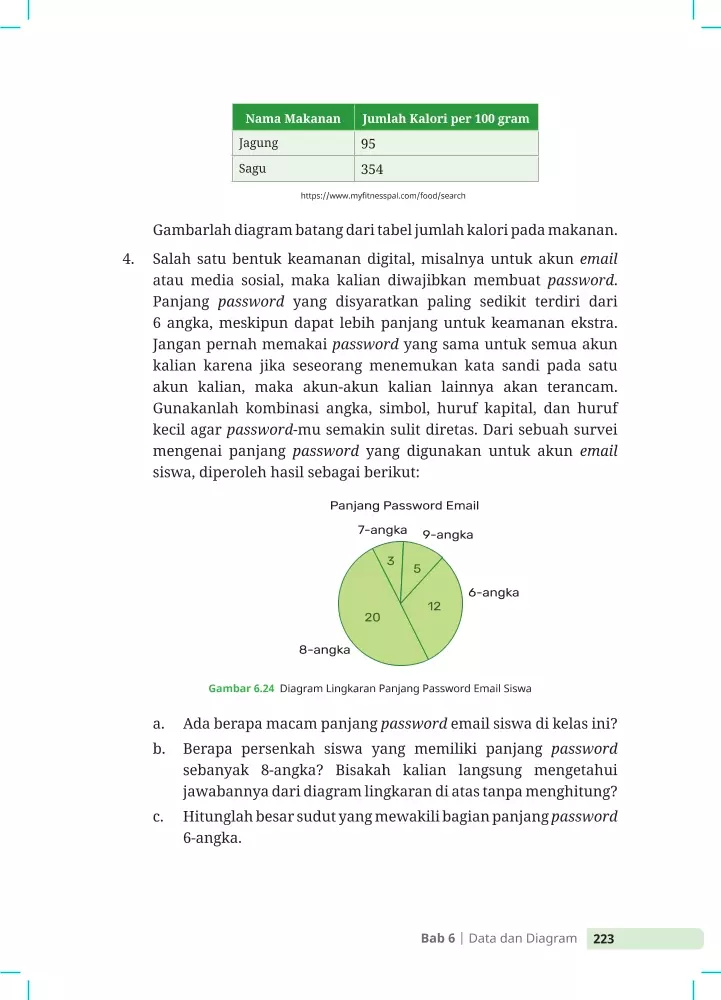 Nama Makanan Jumlah Kalori per 100 gram
Jagung 95
Sagu 354
https://www.myfitnesspal.com/food/search
Gambarlah diagram batang dari tabel jumlah kalori pada makanan.
4. Salah satu bentuk keamanan digital, misalnya untuk akun email
atau media sosial, maka kalian diwajibkan membuat password.
Panjang password yang disyaratkan paling sedikit terdiri dari
6 angka, meskipun dapat lebih panjang untuk keamanan ekstra.
Jangan pernah memakai password yang sama untuk semua akun
kalian karena jika seseorang menemukan kata sandi pada satu
akun kalian, maka akun-akun kalian lainnya akan terancam.
Gunakanlah kombinasi angka, simbol, huruf kapital, dan huruf
kecil agar password-mu semakin sulit diretas. Dari sebuah survei
mengenai panjang password yang digunakan untuk akun email
siswa, diperoleh hasil sebagai berikut:
Panjang Password Email
7-angka 9-angka
3 5
6-angka
12
20
8-angka
Gambar 6.24 Diagram Lingkaran Panjang Password Email Siswa
a. Ada berapa macam panjang password email siswa di kelas ini?
b. Berapa persenkah siswa yang memiliki panjang password
sebanyak 8-angka? Bisakah kalian langsung mengetahui
jawabannya dari diagram lingkaran di atas tanpa menghitung?
c. Hitunglah besar sudut yang mewakili bagian panjang password
6-angka.
Bab 6 | Data dan Diagram 223